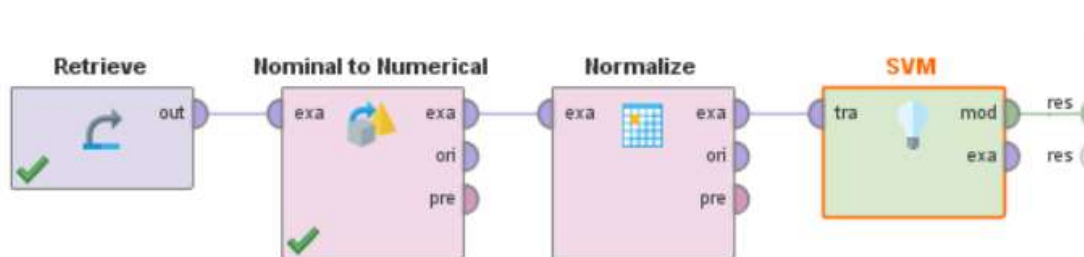 Retrieve
out
Nominal to Numerical
exa
exa
ori
pre
Normalize
exa
exa
ori
pre
SVM
tra
mod
exa
res
res